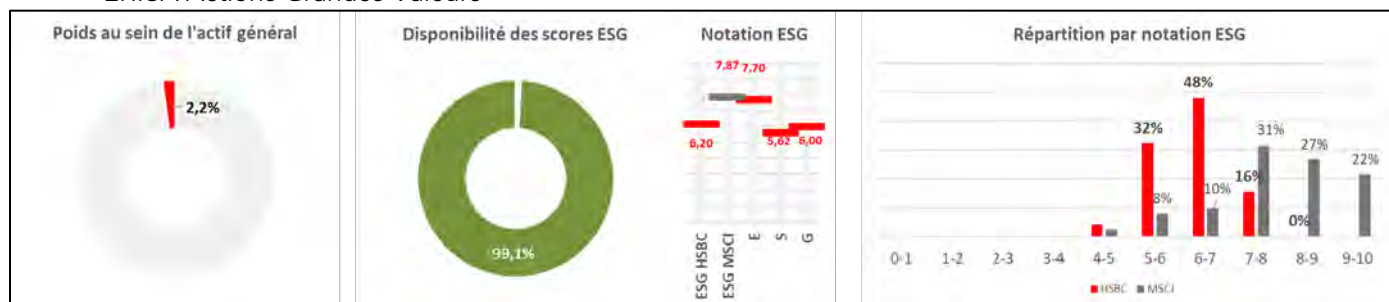 Poids au sein de l'actif général
2,2%
Disponibilité des scores ESG
99,1%
Notation ESG
7,87 7,70
6,20
5,62 6,00
ESG HSBC
ESG MSCI
E
S
G
Répartition par notation ESG
48%
32%
31%
27%
22%
16%
10%
8%
0%
0-1 1-2 2-3 3-4 4-5 5-6 6-7 7-8 8-9 9-10
HSBC MSCI